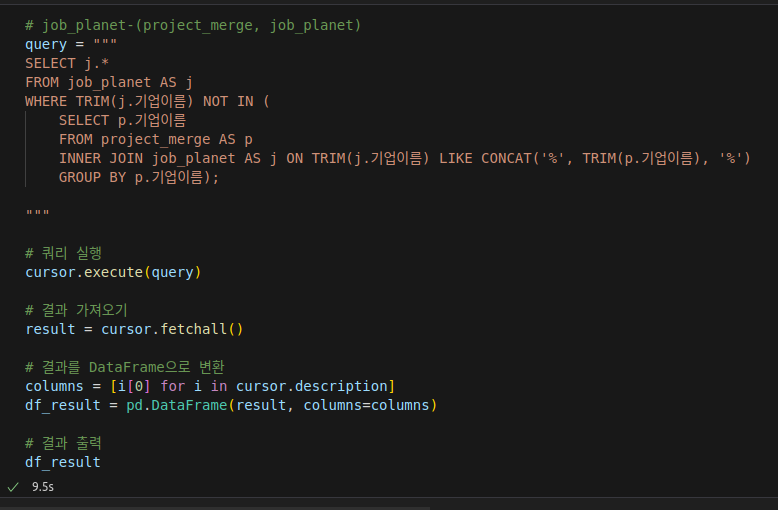 # job_planet-(project_merge, job_planet)
query = """
SELECT j.*
FROM job_planet AS j
WHERE TRIM(j.기업이름) NOT IN (
    SELECT p.기업이름
    FROM project_merge AS p
    INNER JOIN job_planet AS j ON TRIM(j.기업이름) LIKE CONCAT('%', TRIM(p.기업이름), '%')
    GROUP BY p.기업이름);
"""
# 쿼리 실행
cursor.execute(query)
# 결과 가져오기
result = cursor.fetchall()
# 결과를 DataFrame으로 변환
columns = [i[0] for i in cursor.description]
df_result = pd.DataFrame(result, columns=columns)
# 결과 출력
df_result
9.5s